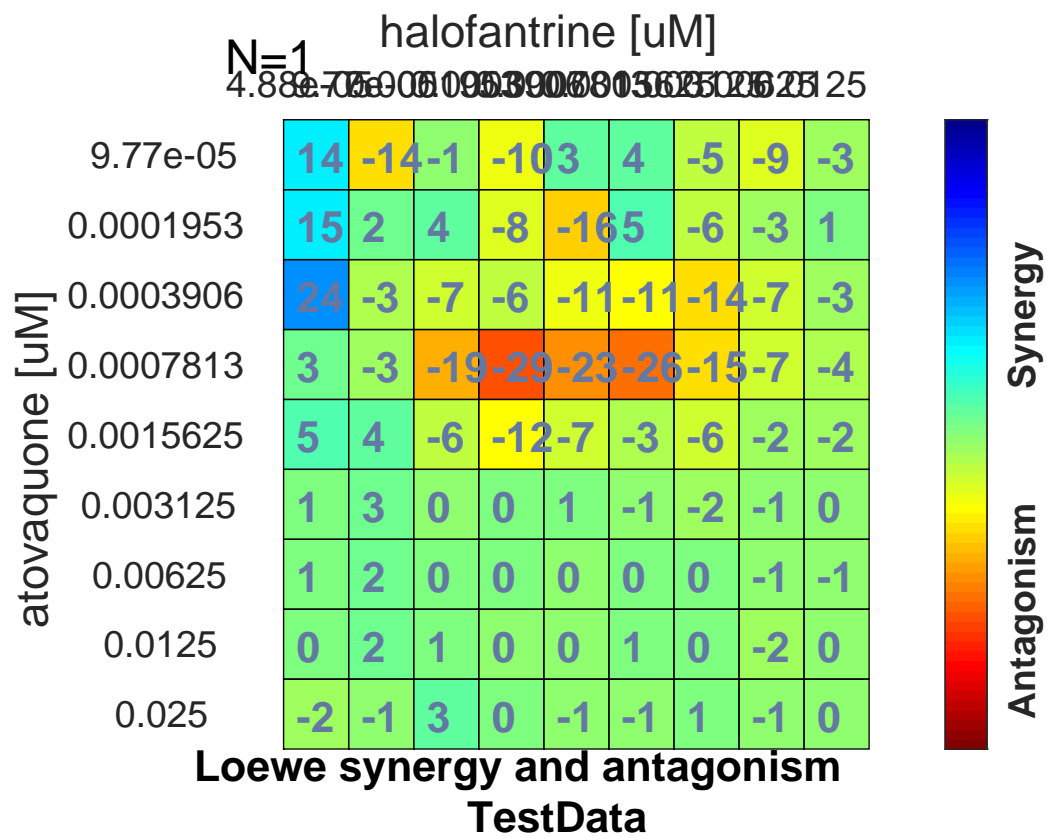 halofantrine [uM]
N=1
4.88e-05 0.0125
9.77e-05 14 -14 -1 -10 3 4 -5 -9 -3
0.0001953 15 2 4 -8 -16 5 -6 -3 1
0.0003906 24 -3 -7 -6 -11 -11 -14 -7 -3
0.0007813 3 -3 -19 -29 -23 -26 -15 -7 -4
0.0015625 5 4 -6 -12 -7 -3 -6 -2 -2
0.003125 1 3 0 0 1 -1 -2 -1 0
0.00625 1 2 0 0 0 0 0 -1 -1
0.0125 0 2 1 0 0 1 0 -2 0
0.025 -2 -1 3 0 -1 -1 1 -1 0
atovaquone [uM]
Synergy
Antagonism
Loewe synergy and antagonism
TestData